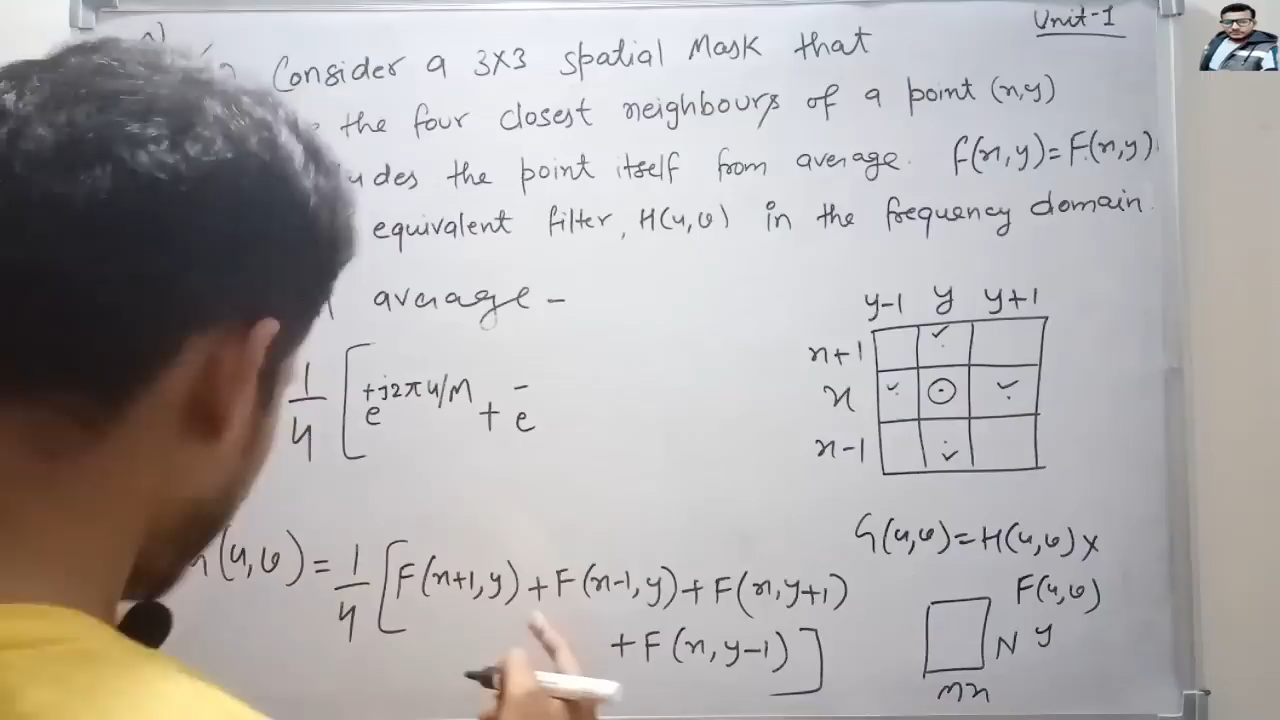 Unit-1
Consider a 3X3 spatial Mask that
the four closest neighbours of a point (n,y)
udes the point itself from average. f(n,y)=F(n,y)
equivalent filter, H(u,v) in the frequency domain.
average -
y-1 y y+1
n+1
n
n-1
1/4 [e^{+j2πu/M} + e^{-}
(u,v) = 1/4 [F(n+1,y)+F(n-1,y)+F(n,y+1)
+F(n,y-1)]
G(u,v)=H(u,v)x
F(u,v)
N y
Mn